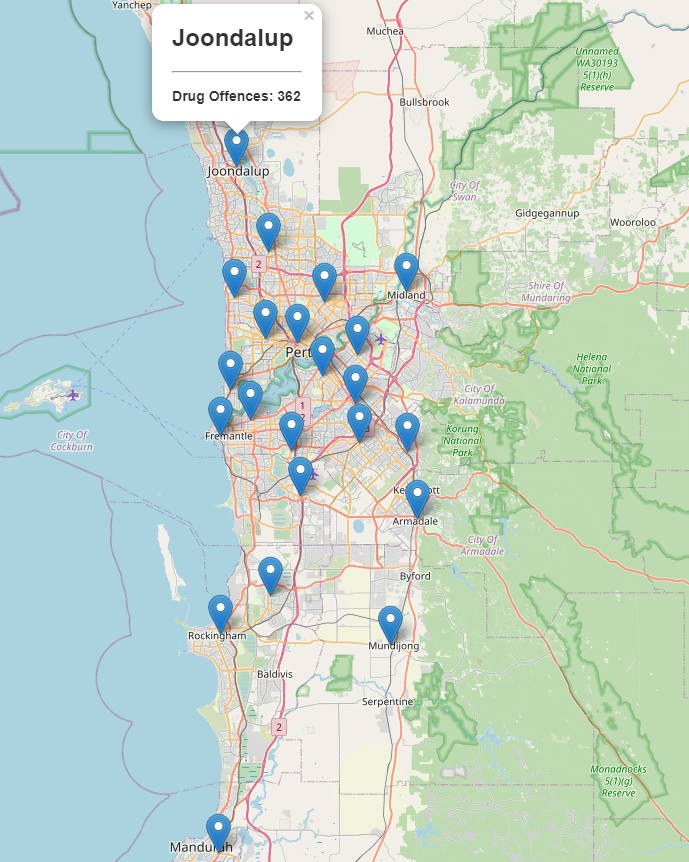 Yanchep
×
Joondalup
Drug Offences: 362
Muchea
Unnamed
WA30193
5(1)(h)
Reserve
Bullsbrook
Joondalup
City Of
Swan
Gidgegannup
Wooroloo
2
Midland
Shire Of
Mundaring
Helena
National
Park
City Of
Kalamunda
1
Fremantle
City Of
Cockburn
Korung
National
Park
Armadale
City Of
Armadale
Byford
Rockingham
Mundijong
Baldivis
Serpentine
2
Monadnocks
5(1)(g)
Reserve
Mandurah